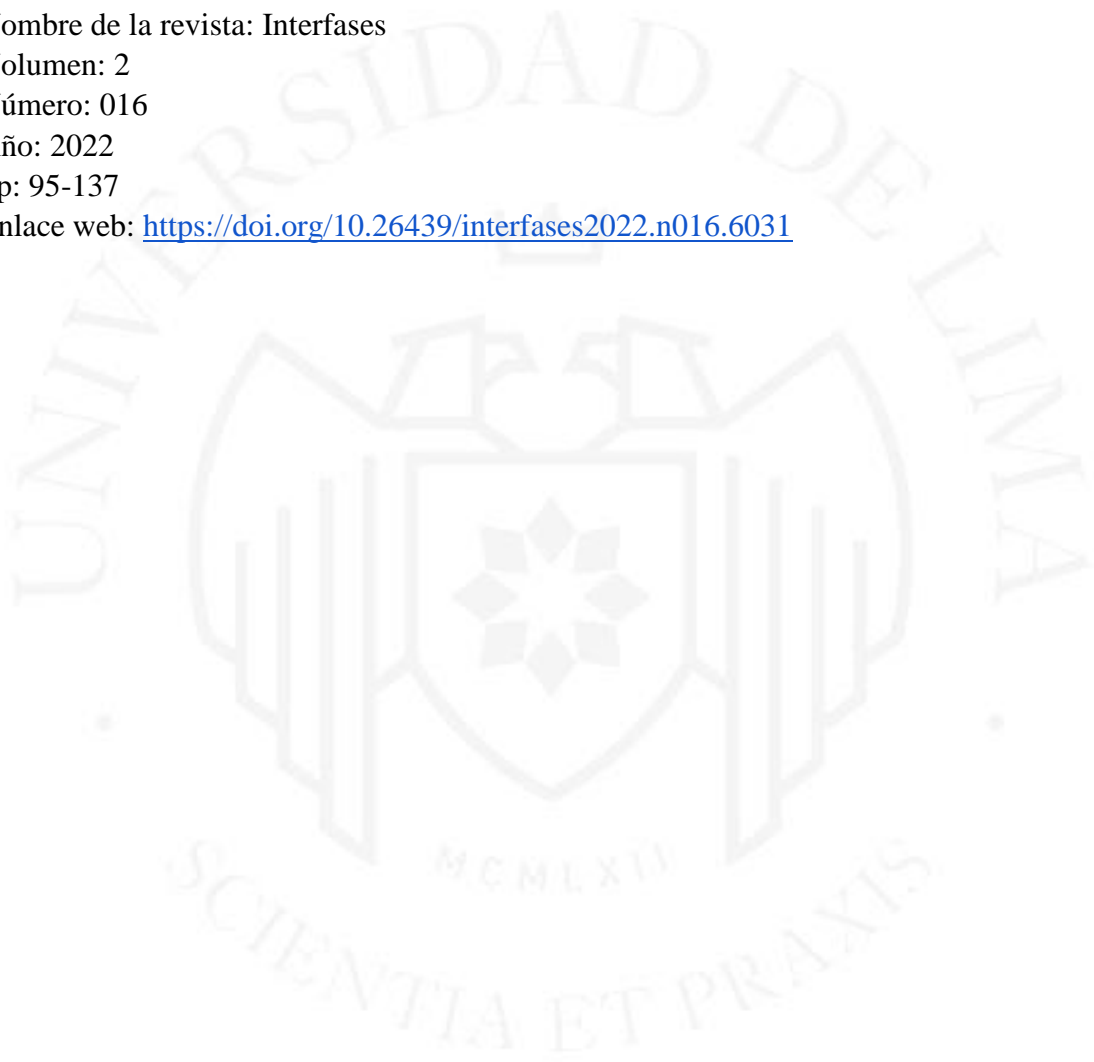 ombre de la revista: Interfases
olumen: 2
úmero: 016
ño: 2022
p: 95-137
nlace web: https://doi.org/10.26439/interfases2022.n016.6031
UNIVERSIDAD DE LIMA
MCMLXII
SCIENTIA ET PRAXIS